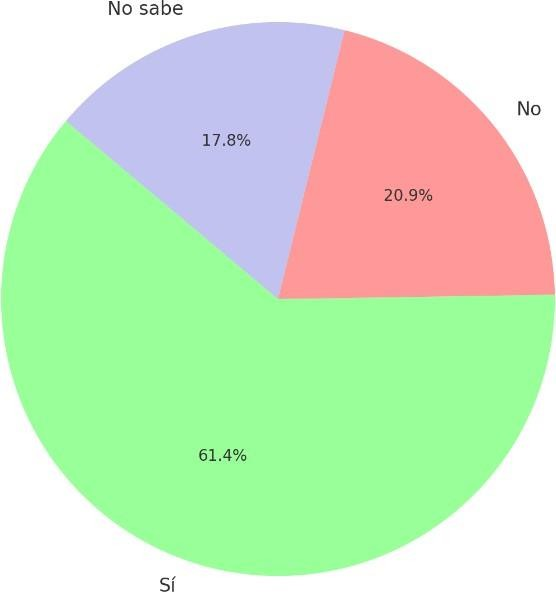 No sabe
No
17.8%
20.9%
61.4%
Sí